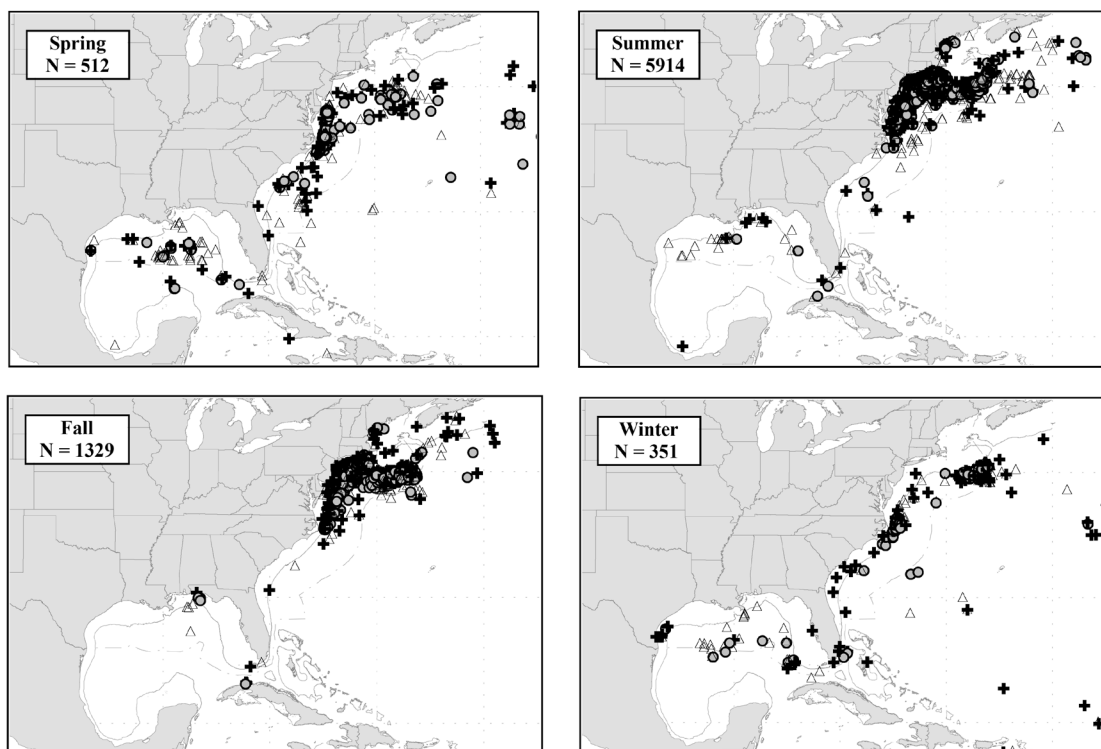 Spring
N = 512
Summer
N = 5914
Fall
N = 1329
Winter
N = 351